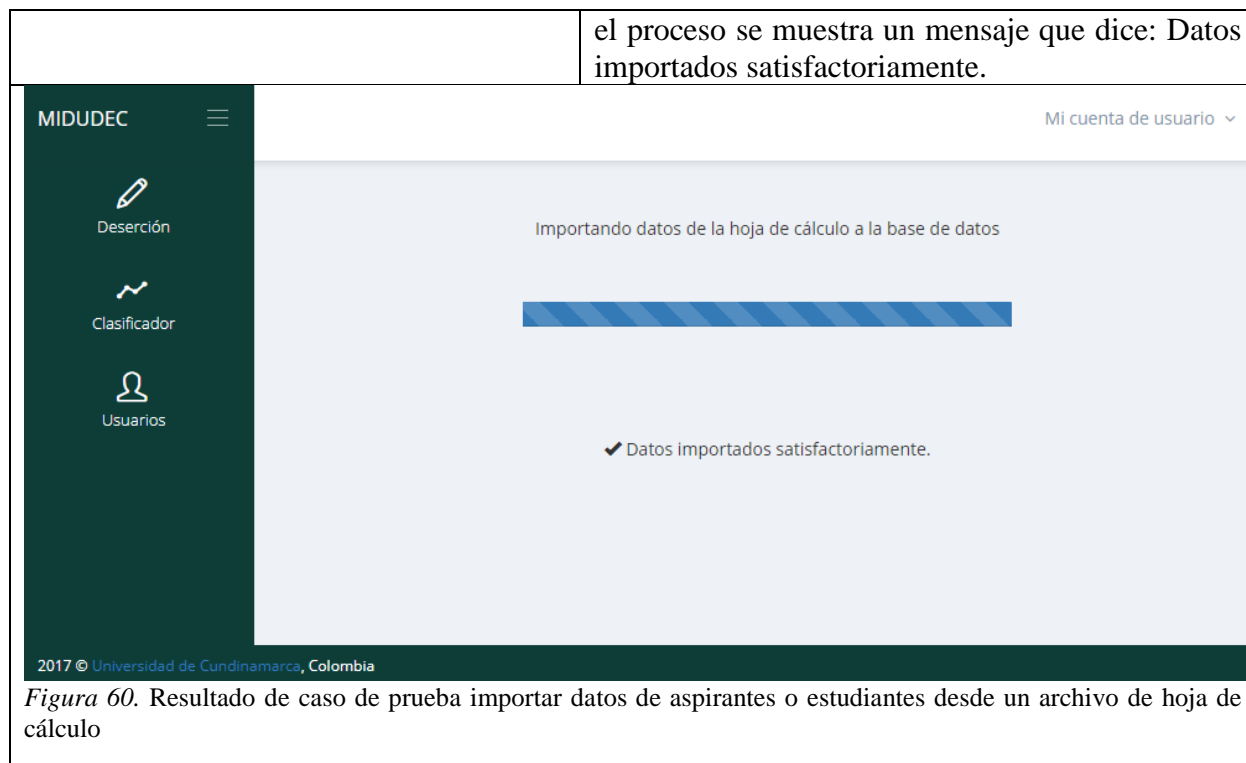 el proceso se muestra un mensaje que dice: Datos
importados satisfactoriamente.
MIDUDEC
Mi cuenta de usuario
Deserción
Importando datos de la hoja de cálculo a la base de datos
Clasificador
Usuarios
Datos importados satisfactoriamente.
2017 © Universidad de Cundinamarca, Colombia
Figura 60. Resultado de caso de prueba importar datos de aspirantes o estudiantes desde un archivo de hoja de
cálculo